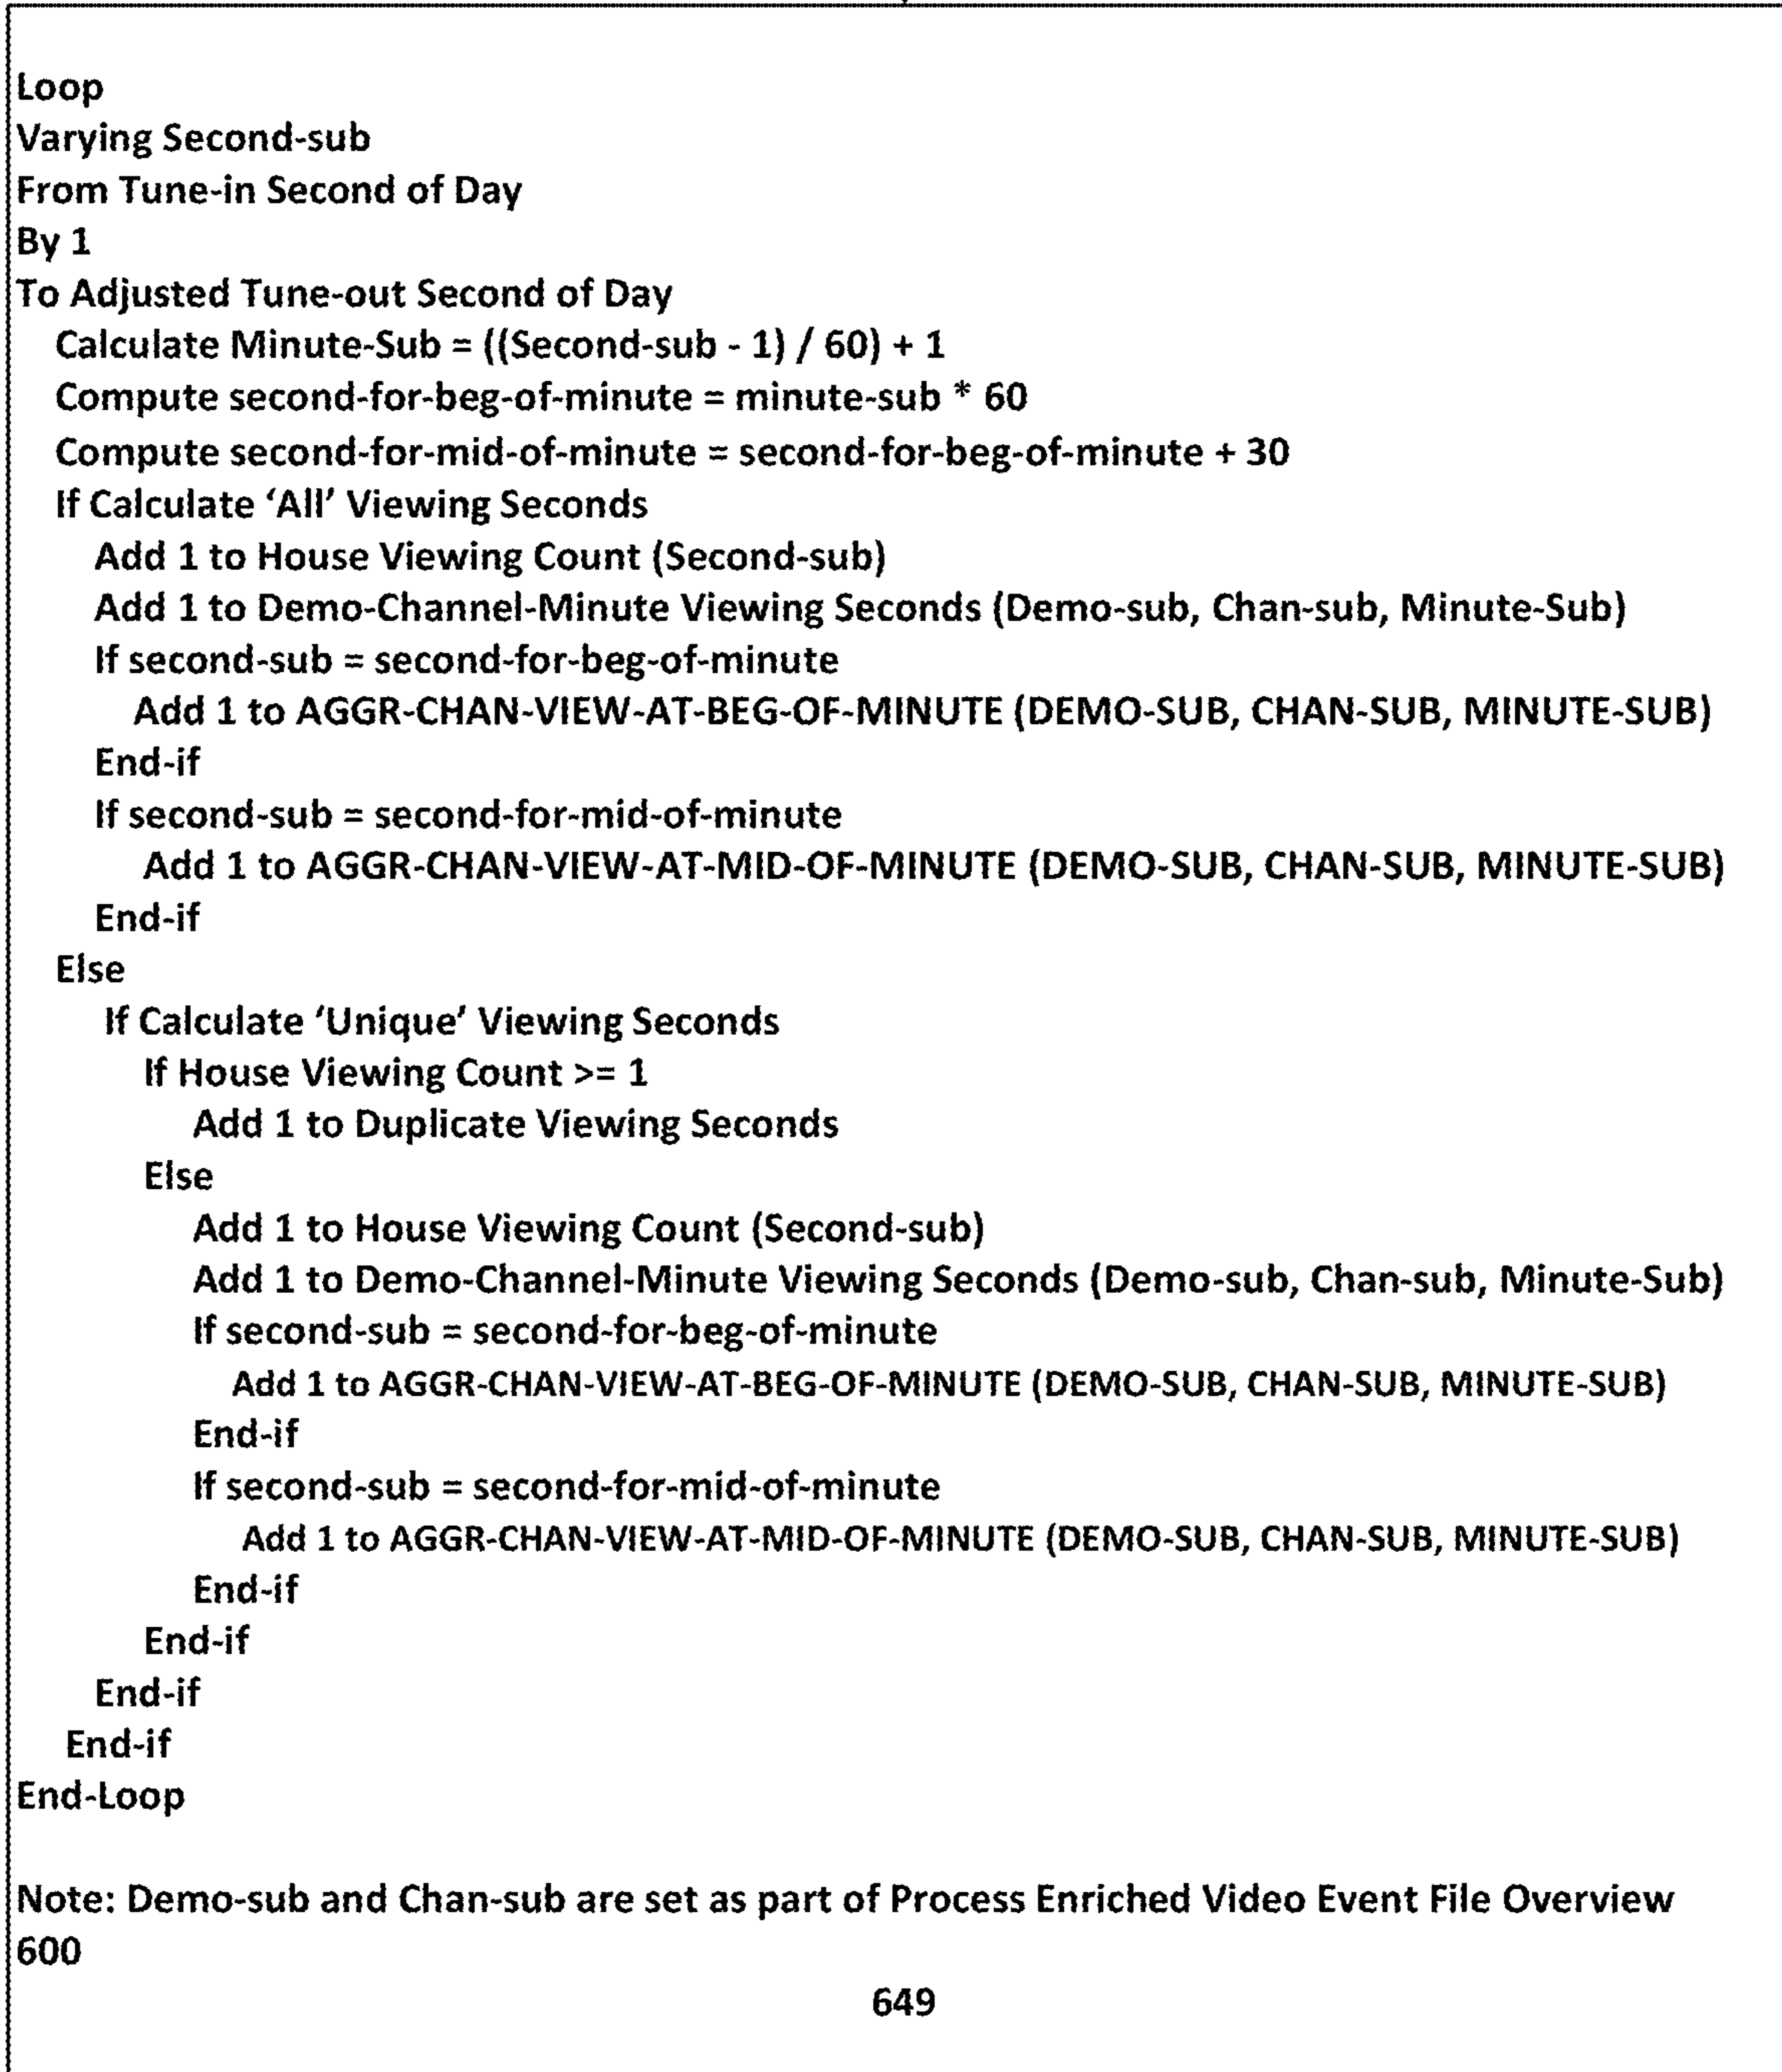 Loop
Varying Second-sub
From Tune-in Second of Day
By 1
To Adjusted Tune-out Second of Day
Calculate Minute-Sub = ((Second-sub - 1) / 60) + 1
Compute second-for-beg-of-minute = minute-sub * 60
Compute second-for-mid-of-minute = second-for-beg-of-minute + 30
If Calculate ‘All’ Viewing Seconds
Add 1 to House Viewing Count (Second-sub)
Add 1 to Demo-Channel-Minute Viewing Seconds (Demo-sub, Chan-sub, Minute-Sub)
If second-sub = second-for-beg-of-minute
Add 1 to AGGR-CHAN-VIEW-AT-BEG-OF-MINUTE (DEMO-SUB, CHAN-SUB, MINUTE-SUB)
End-if
If second-sub = second-for-mid-of-minute
Add 1 to AGGR-CHAN-VIEW-AT-MID-OF-MINUTE (DEMO-SUB, CHAN-SUB, MINUTE-SUB)
End-if
Else
If Calculate ‘Unique’ Viewing Seconds
If House Viewing Count >= 1
Add 1 to Duplicate Viewing Seconds
Else
Add 1 to House Viewing Count (Second-sub)
Add 1 to Demo-Channel-Minute Viewing Seconds (Demo-sub, Chan-sub, Minute-Sub)
If second-sub = second-for-beg-of-minute
Add 1 to AGGR-CHAN-VIEW-AT-BEG-OF-MINUTE (DEMO-SUB, CHAN-SUB, MINUTE-SUB)
End-if
If second-sub = second-for-mid-of-minute
Add 1 to AGGR-CHAN-VIEW-AT-MID-OF-MINUTE (DEMO-SUB, CHAN-SUB, MINUTE-SUB)
End-if
End-if
End-if
End-if
End-Loop
Note: Demo-sub and Chan-sub are set as part of Process Enriched Video Event File Overview
600
649